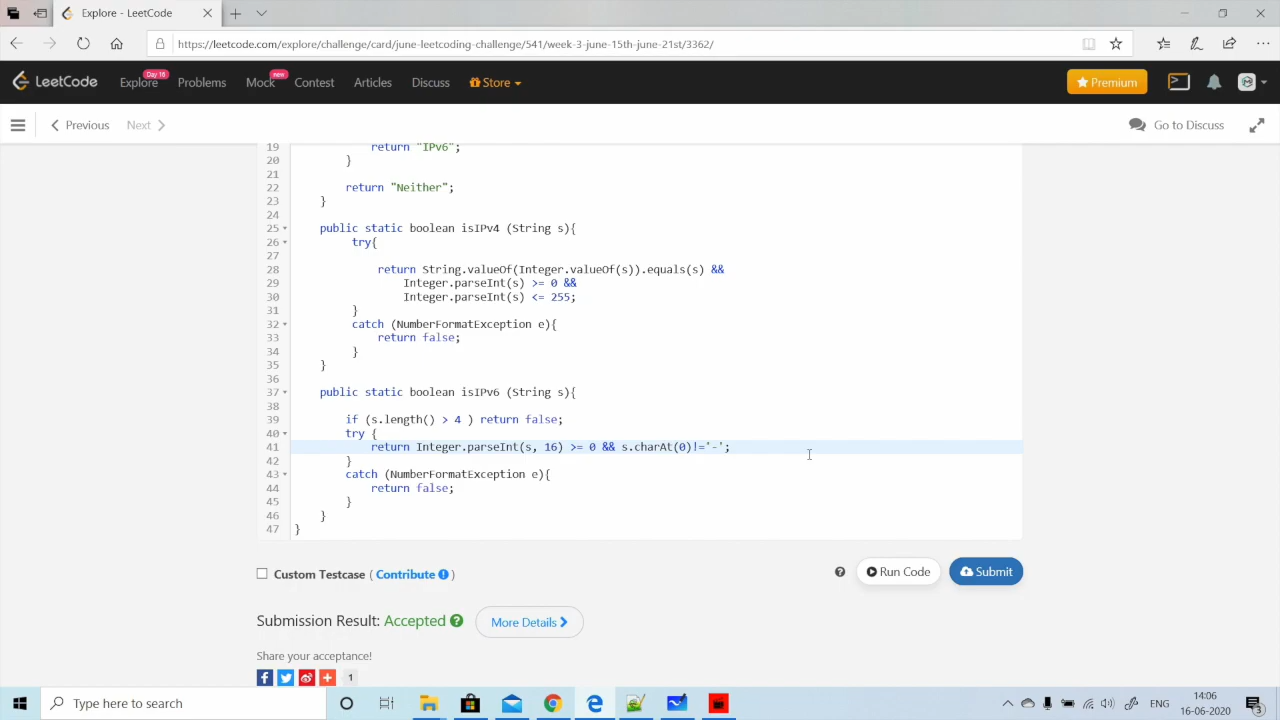 Explore - LeetCode
https://leetcode.com/explore/challenge/card/june-leetcoding-challenge/541/week-3-june-15th-june-21st/3362/
LeetCode Explore Day 16 Problems Mock new Contest Articles Discuss Store Premium
Previous Next Go to Discuss
19 return "IPv6";
20 }
21
22 return "Neither";
23 }
24
25 public static boolean isIPv4 (String s){
26 try{
27
28 return String.valueOf(Integer.valueOf(s)).equals(s) &&
29 Integer.parseInt(s) >= 0 &&
30 Integer.parseInt(s) <= 255;
31 }
32 catch (NumberFormatException e){
33 return false;
34 }
35 }
36
37 public static boolean isIPv6 (String s){
38
39 if (s.length() > 4 ) return false;
40 try {
41 return Integer.parseInt(s, 16) >= 0 && s.charAt(0)!='-';
42 }
43 catch (NumberFormatException e){
44 return false;
45 }
46 }
47 }
Custom Testcase ( Contribute ) Run Code Submit
Submission Result: Accepted More Details
Share your acceptance!
1
Type here to search ENG 14:06
16-06-2020 3